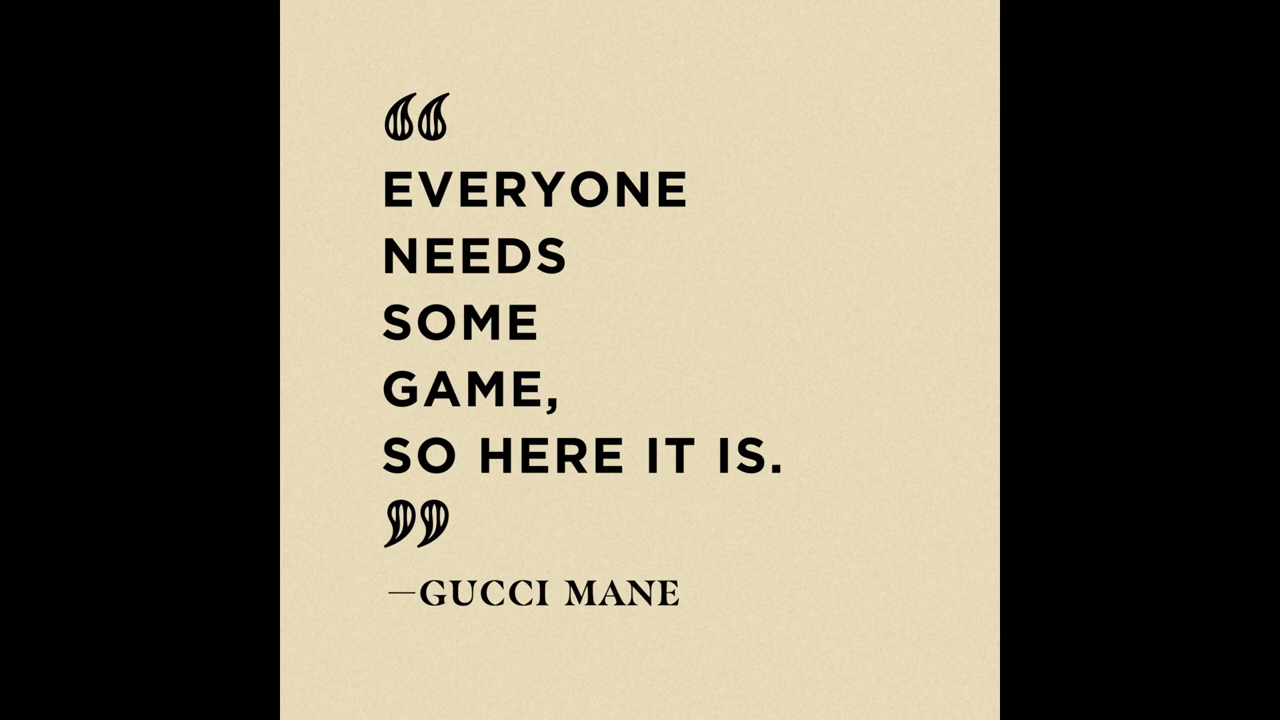 “
EVERYONE
NEEDS
SOME
GAME,
SO HERE IT IS.
”
—GUCCI MANE